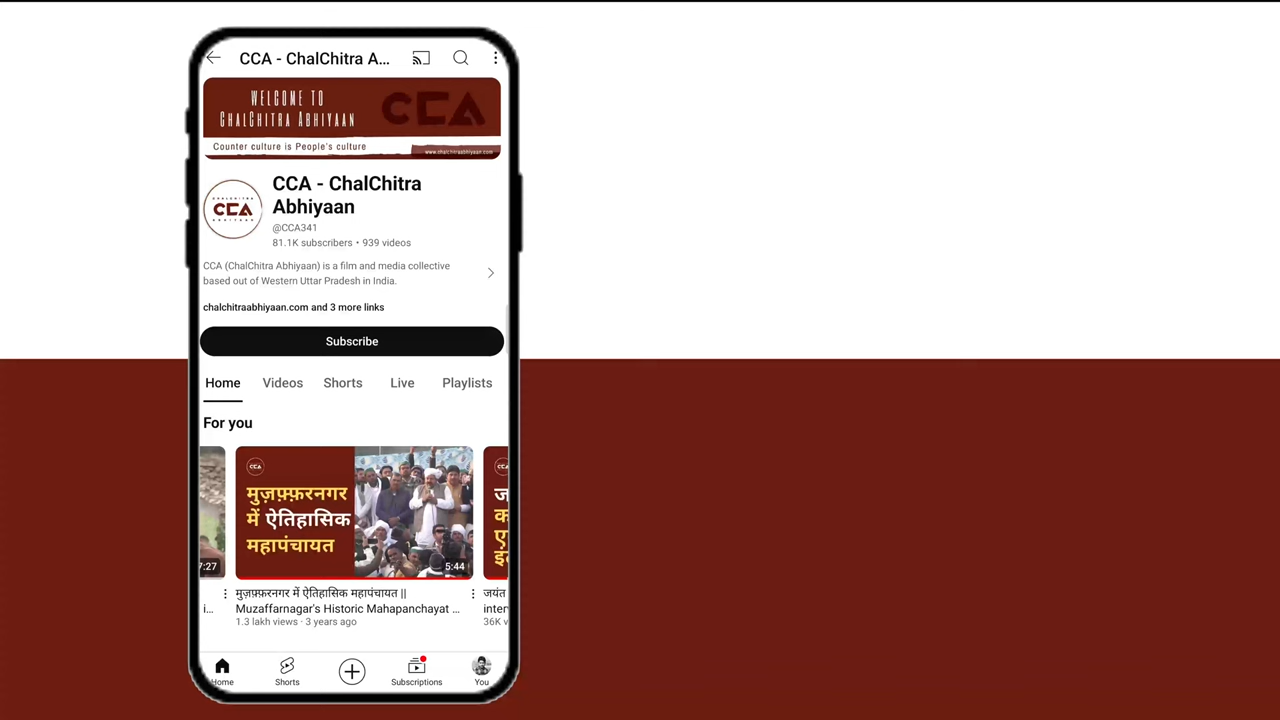 CCA - ChalChitra A...
WELCOME TO
CHALCHITRA ABHIYAAN
CCA
Counter culture is People's culture
www.chalchitraabhiyaan.com
CHALCHITRA
CCA
ABHIYAAN
CCA - ChalChitra
Abhiyaan
@CCA341
81.1K subscribers • 939 videos
CCA (ChalChitra Abhiyaan) is a film and media collective
based out of Western Uttar Pradesh in India.
chalchitraabhiyaan.com and 3 more links
Subscribe
Home Videos Shorts Live Playlists
For you
CCA
मुज़फ़्फ़रनगर
में ऐतिहासिक
महापंचायत
7:27
5:44
CCA
ज
क
ए
इं
i...
मुज़फ़्फ़रनगर में ऐतिहासिक महापंचायत ||
Muzaffarnagar's Historic Mahapanchayat ...
1.3 lakh views · 3 years ago
जयंत
inter
36K v
Home Shorts Subscriptions You